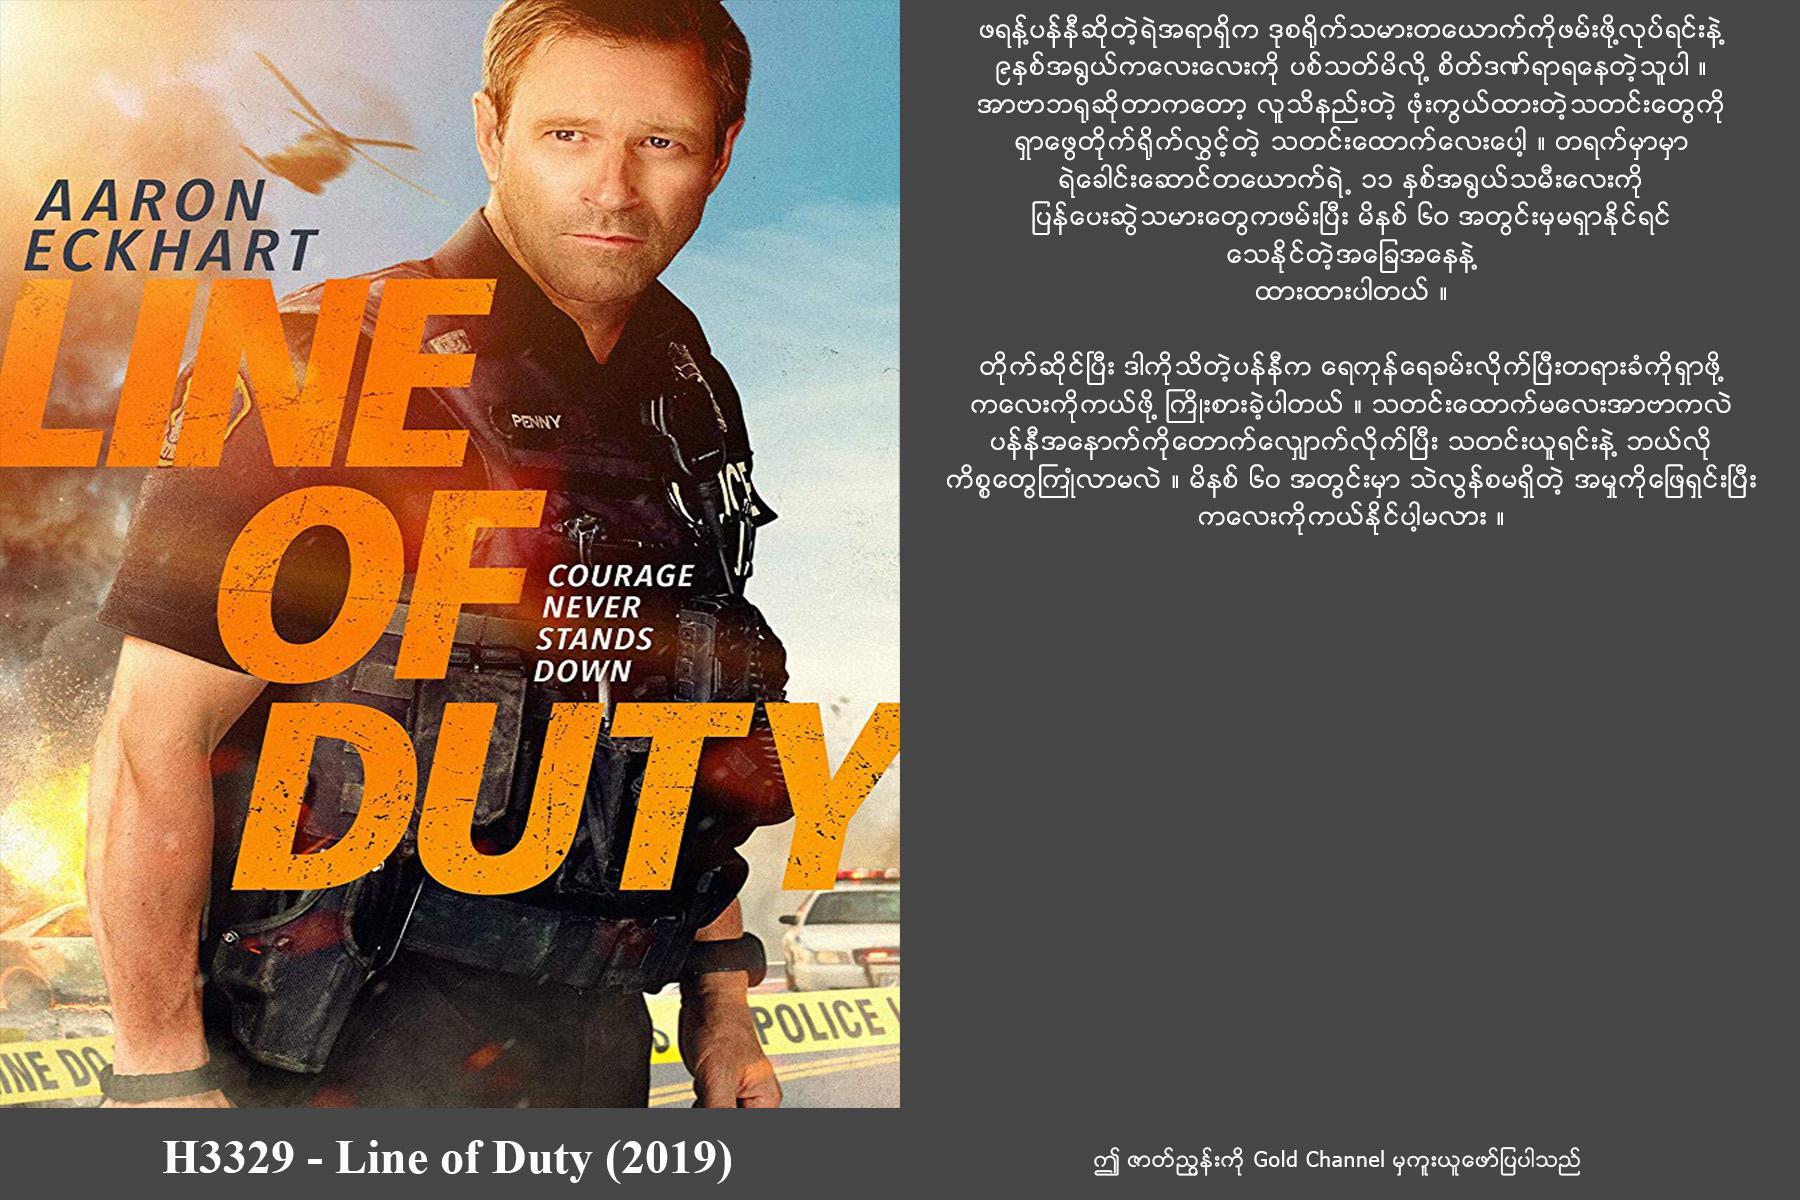 AARON
ECKHART
LINE
OF
DUTY
PENNY
COURAGE
NEVER
STANDS
DOWN
POLICE
H3329 - Line of Duty (2019)
ဖရန့်ပန်နီဆိုတဲ့ရဲအရာရှိက ဒုစရိုက်သမားတယောက်ကိုဖမ်းဖို့လုပ်ရင်းနဲ့
၉နှစ်အရွယ်ကလေးလေးကို ပစ်သတ်မိလို့ စိတ်ဒဏ်ရာရနေတဲ့သူပါ ။
အာဗာဘရုဆိုတာကတော့ လူသိနည်းတဲ့ ဖုံးကွယ်ထားတဲ့သတင်းတွေကို
ရှာဖွေတိုက်ရိုက်လွှင့်တဲ့ သတင်းထောက်လေးပေါ့ ။ တရက်မှာမှာ
ရဲခေါင်းဆောင်တယောက်ရဲ့ ၁၁ နှစ်အရွယ်သမီးလေးကို
ပြန်ပေးဆွဲသမားတွေကဖမ်းပြီး မိနစ် ၆၀ အတွင်းမှမရှာနိုင်ရင်
သေနိုင်တဲ့အခြေအနေနဲ့
ထားထားပါတယ် ။
တိုက်ဆိုင်ပြီး ဒါကိုသိတဲ့ပန်နီက ရေကုန်ရေခမ်းလိုက်ပြီးတရားခံကိုရှာဖို့
ကလေးကိုကယ်ဖို့ ကြိုးစားခဲ့ပါတယ် ။ သတင်းထောက်မလေးအာဗာကလဲ
ပန်နီအနောက်ကိုတောက်လျှောက်လိုက်ပြီး သတင်းယူရင်းနဲ့ ဘယ်လို
ကိစ္စတွေကြုံလာမလဲ ။ မိနစ် ၆၀ အတွင်းမှာ သဲလွန်စမရှိတဲ့ အမှုကိုဖြေရှင်းပြီး
ကလေးကိုကယ်နိုင်ပါ့မလား ။
ဤ ဇာတ်ညွှန်းကို Gold Channel မှကူးယူဖော်ပြပါသည်